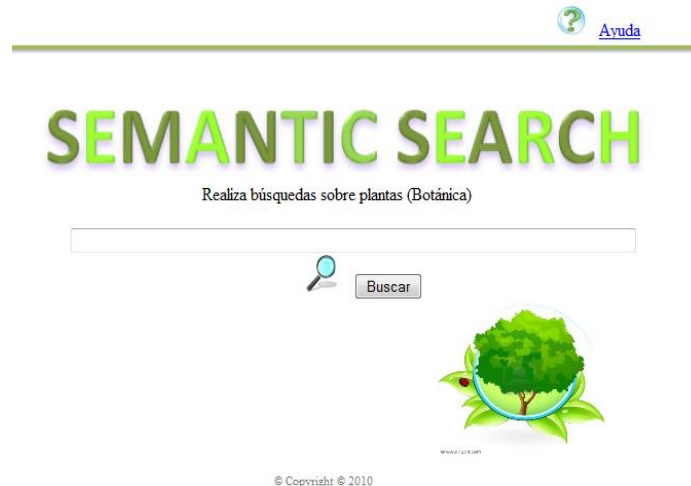 Ayuda
SEMANTIC SEARCH
Realiza búsquedas sobre plantas (Botánica)
Buscar
© Copyright © 2010